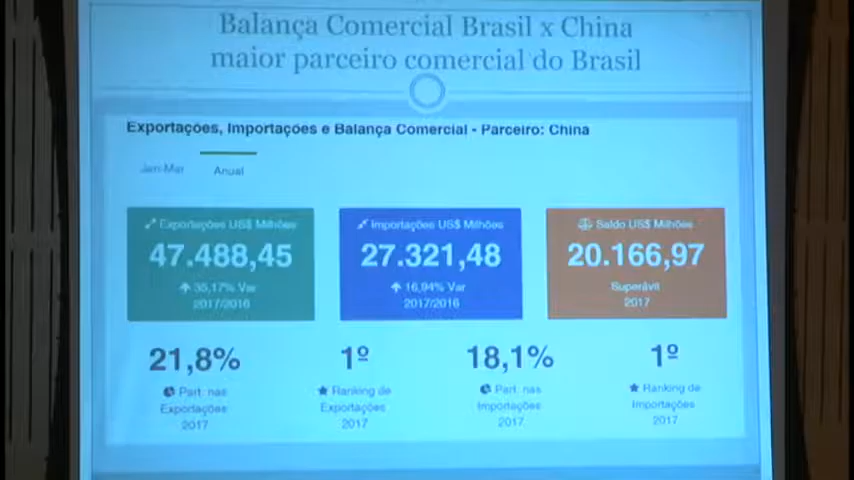 Balança Comercial Brasil x China
maior parceiro comercial do Brasil
Exportações, Importações e Balança Comercial - Parceiro: China
Jan-Mar
Anual
Exportações US$ Milhões
47.488,45
35,17% Var
2017/2016
Importações US$ Milhões
27.321,48
16,94% Var
2017/2016
Saldo US$ Milhões
20.166,97
Superávit
2017
21,8%
Part. nas
Exportações
2017
1º
Ranking de
Exportações
2017
18,1%
Part. nas
Importações
2017
1º
Ranking de
Importações
2017